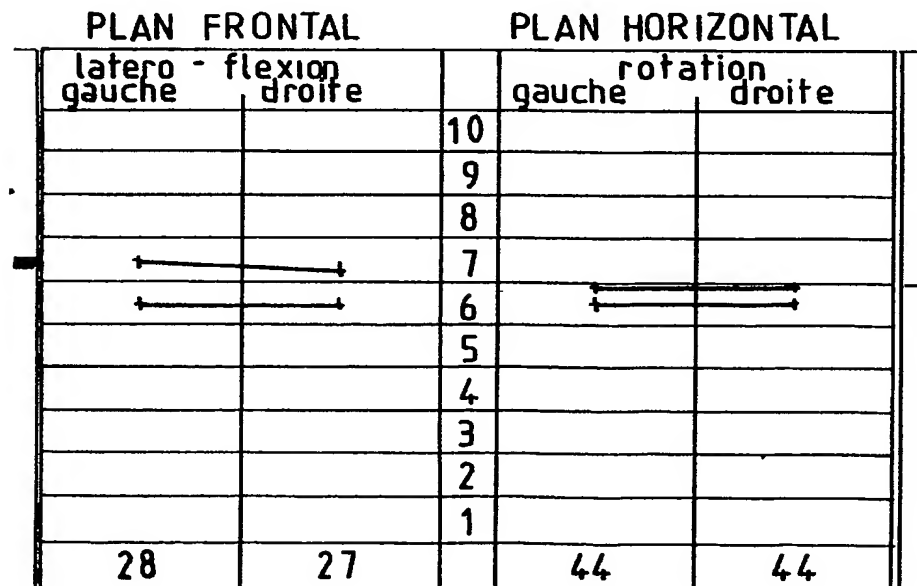 PLAN FRONTAL PLAN HORIZONTAL
latero - flexion rotation
gauche droite gauche droite
10
9
8
7
6
5
4
3
2
1
28 27 44 44